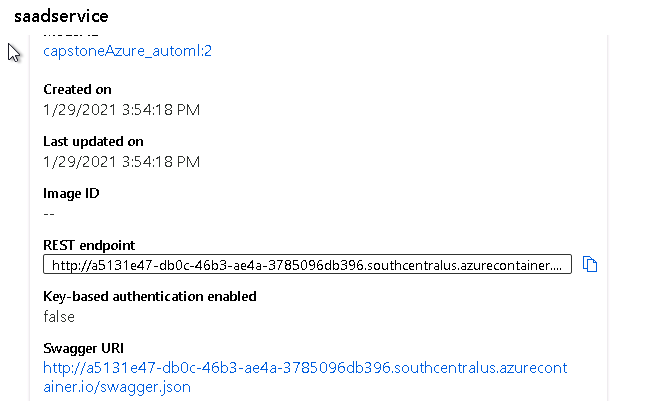 saadservice
capstoneAzure_automl:2
Created on
1/29/2021 3:54:18 PM
Last updated on
1/29/2021 3:54:18 PM
Image ID
--
REST endpoint
http://a5131e47-db0c-46b3-ae4a-3785096db396.southcentralus.azurecontainer....
Key-based authentication enabled
false
Swagger URI
http://a5131e47-db0c-46b3-ae4a-3785096db396.southcentralus.azurecont
ainer.io/swagger.json